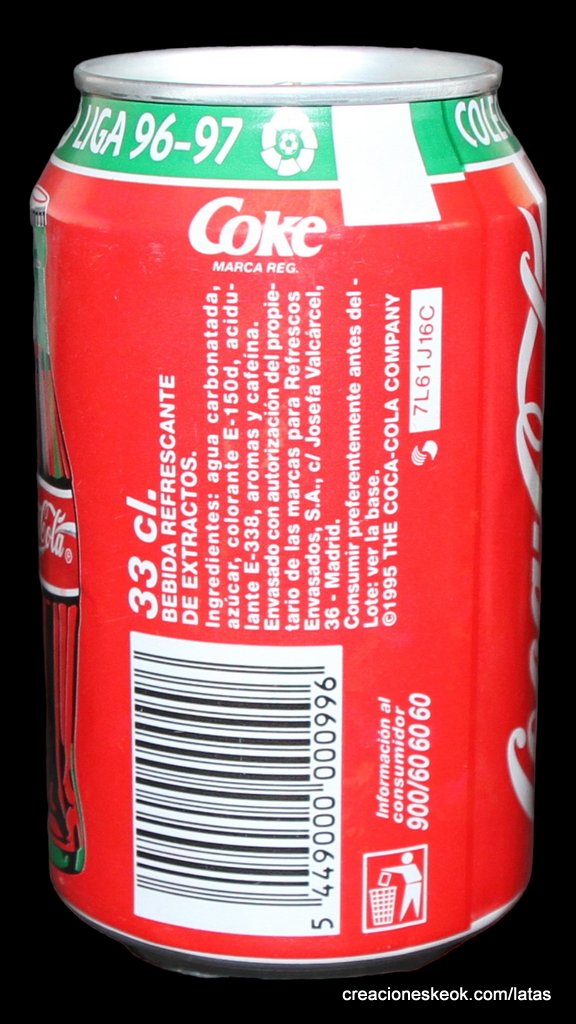 LIGA 96-97
COLE
Coke
MARCA REG.
33 cl.
BEBIDA REFRESCANTE
DE EXTRACTOS.
Ingredientes: agua carbonatada,
azúcar, colorante E-150d, acidu-
lante E-338, aromas y cafeína.
Envasado con autorización del propie-
tario de las marcas para Refrescos
Envasados, S.A., c/ Josefa Valcárcel,
36 - Madrid.
Consumir preferentemente antes del -
Lote: ver la base.
©1995 THE COCA-COLA COMPANY
7L61J16C
5 449000 000996
Información al
consumidor
900/60 60 60
Cola®
creacioneskeok.com/latas